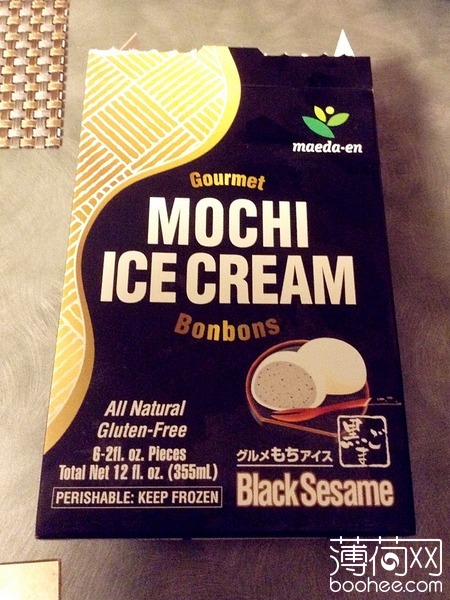 maeda-en
Gourmet
MOCHI
ICE CREAM
Bonbons
All Natural
Gluten-Free
6-2fl. oz. Pieces
Total Net 12 fl. oz. (355mL)
PERISHABLE: KEEP FROZEN
グルメもちアイス
黒ごま
Black Sesame
薄荷网
boohee.com